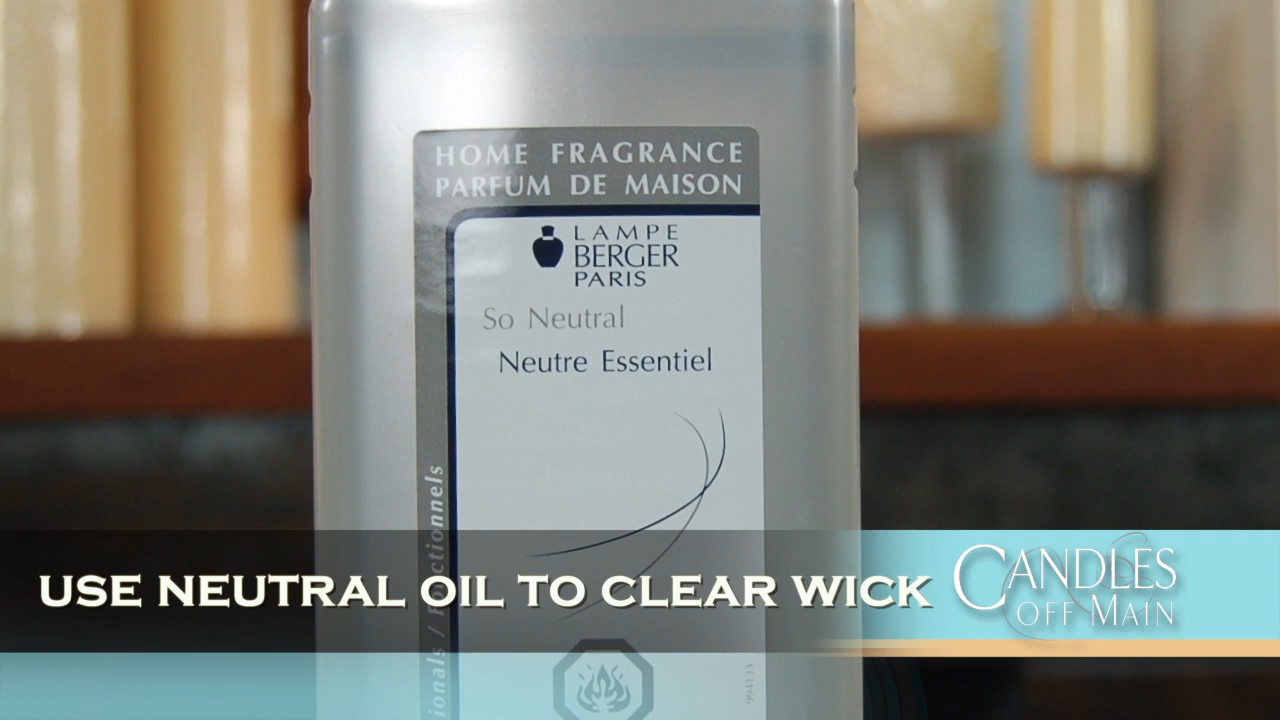 HOME FRAGRANCE
PARFUM DE MAISON
LAMPE
BERGER
PARIS
So Neutral
Neutre Essentiel
994133
USE NEUTRAL OIL TO CLEAR WICK
CANDLES
OFF MAIN